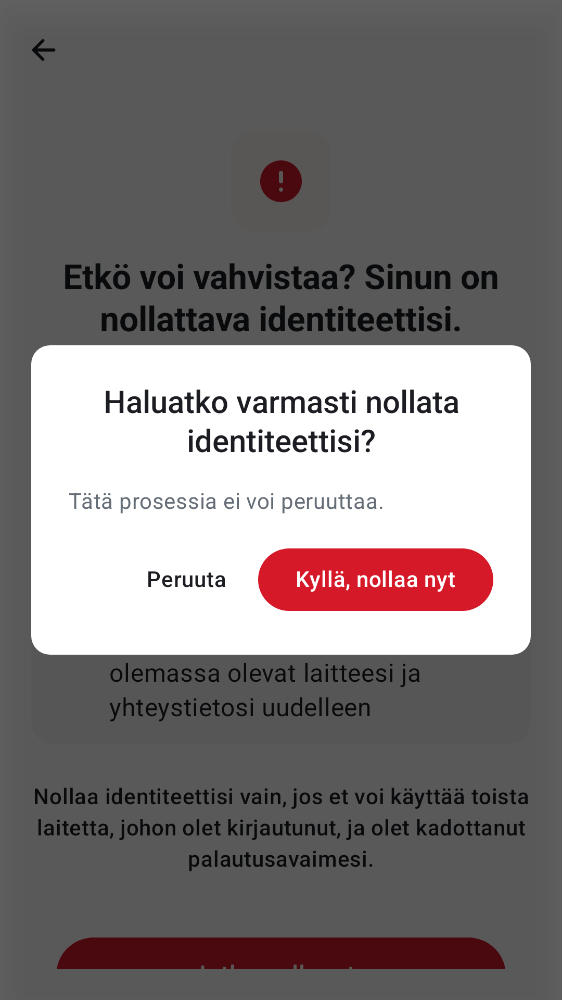 Etkö voi vahvistaa? Sinun on
nollattava identiteettisi.
Haluatko varmasti nollata
identiteettisi?
Tätä prosessia ei voi peruuttaa.
Peruuta
Kyllä, nollaa nyt
olemassa olevat laitteesi ja
yhteystietosi uudelleen
Nollaa identiteettisi vain, jos et voi käyttää toista
laitetta, johon olet kirjautunut, ja olet kadottanut
palautusavaimesi.